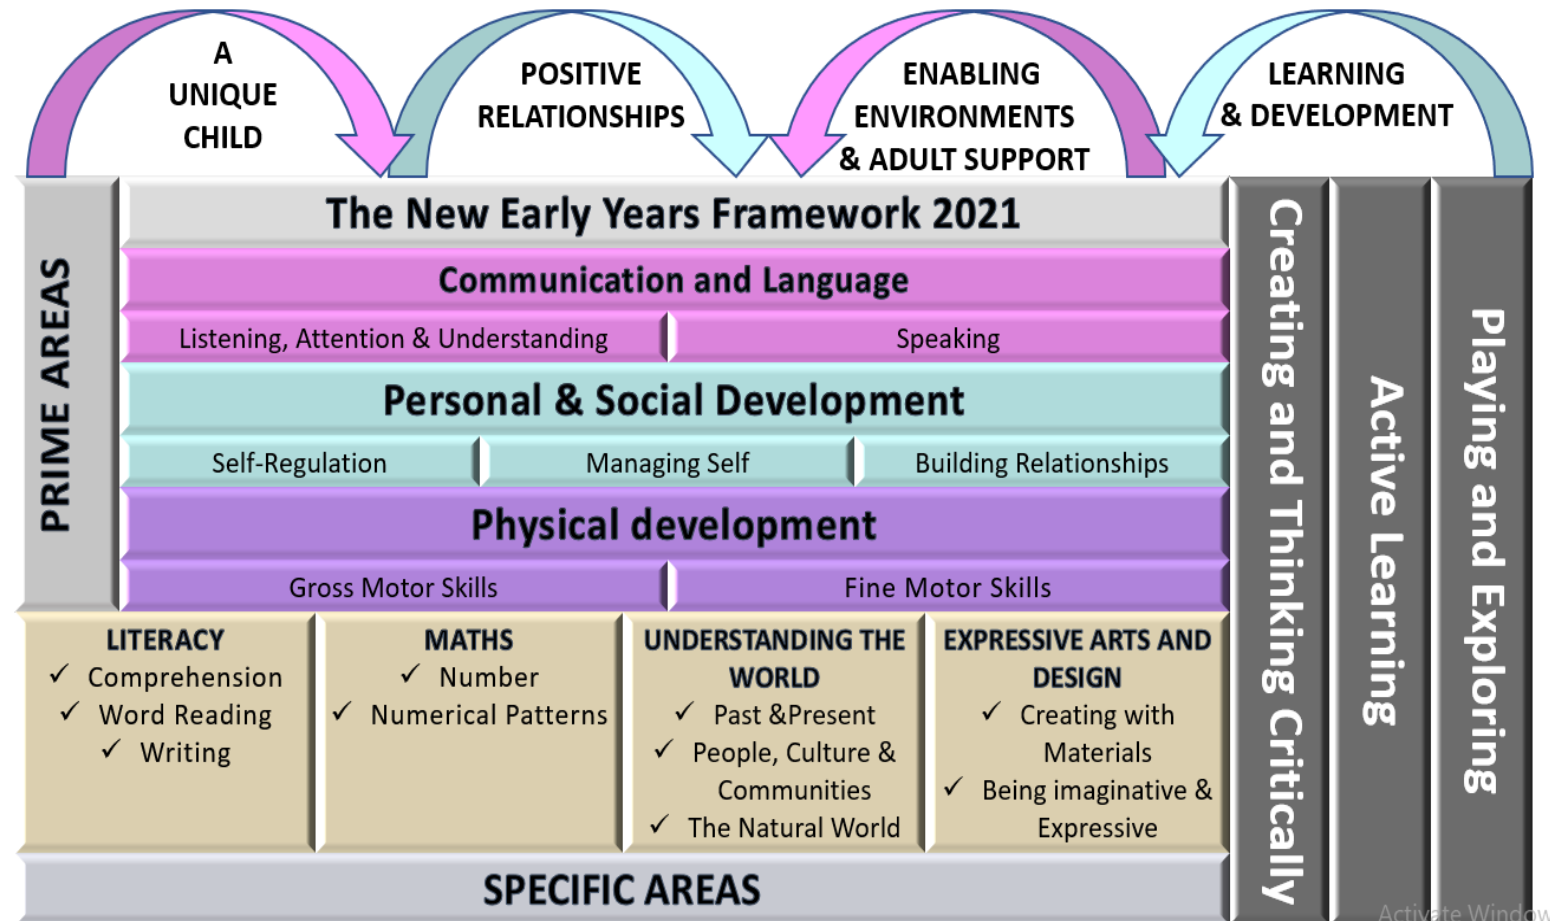 A
UNIQUE
CHILD
POSITIVE
RELATIONSHIPS
ENABLING
ENVIRONMENTS
& ADULT SUPPORT
LEARNING
& DEVELOPMENT
PRIME AREAS
The New Early Years Framework 2021
Communication and Language
Listening, Attention & Understanding
Speaking
Personal & Social Development
Self-Regulation
Managing Self
Building Relationships
Physical development
Gross Motor Skills
Fine Motor Skills
LITERACY
✓ Comprehension
✓ Word Reading
✓ Writing
MATHS
✓ Number
✓ Numerical Patterns
UNDERSTANDING THE
WORLD
✓ Past &Present
✓ People, Culture &
Communities
✓ The Natural World
EXPRESSIVE ARTS AND
DESIGN
✓ Creating with
Materials
✓ Being imaginative &
Expressive
SPECIFIC AREAS
Creating and Thinking Critically
Active Learning
Playing and Exploring
Activate Window